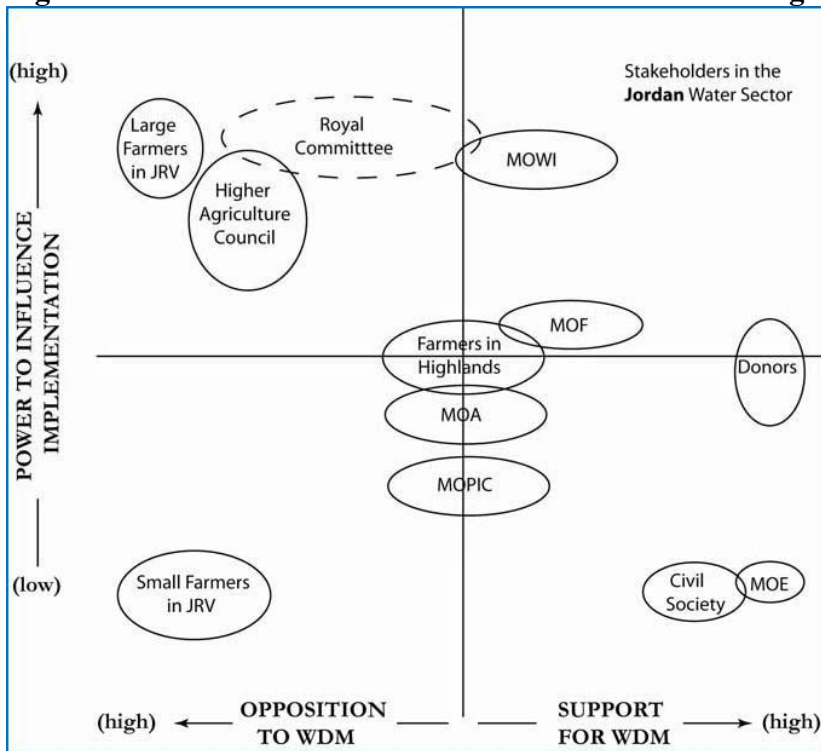 (high)
Stakeholders in the
Jordan Water Sector
Large
Farmers
in JRV
Royal
Committtee
MOWI
Higher
Agriculture
Council
POWER TO INFLUENCE
IMPLEMENTATION
MOF
Farmers in
Highlands
Donors
MOA
MOPIC
(low)
Small Farmers
in JRV
Civil
Society
MOE
(high)
OPPOSITION
TO WDM
SUPPORT
FOR WDM
(high)